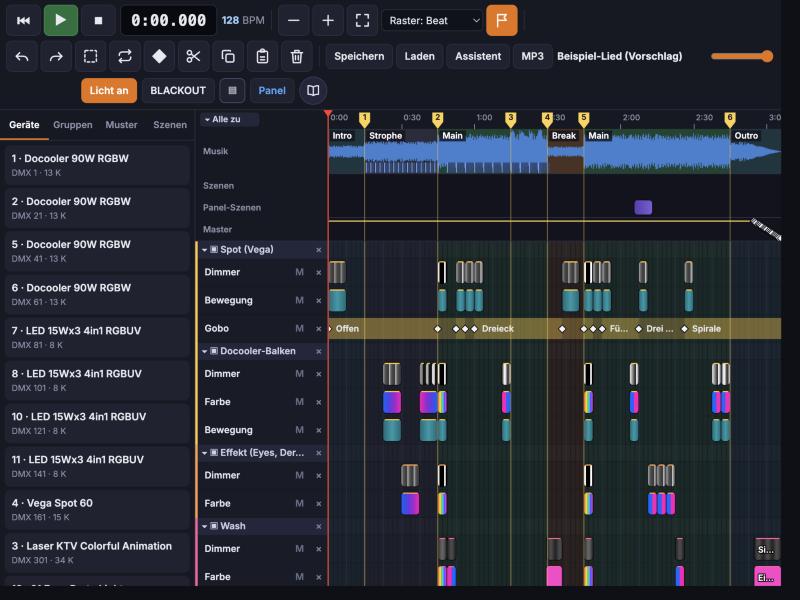 0:00.000
128 BPM
Raster: Beat
Speichern
Laden
Assistent
MP3
Beispiel-Lied (Vorschlag)
Licht an
BLACKOUT
Panel
Geräte
Gruppen
Muster
Szenen
1 · Docooler 90W RGBW
DMX 1 · 13 K
2 · Docooler 90W RGBW
DMX 21 · 13 K
5 · Docooler 90W RGBW
DMX 41 · 13 K
6 · Docooler 90W RGBW
DMX 61 · 13 K
7 · LED 15Wx3 4in1 RGBUV
DMX 81 · 8 K
8 · LED 15Wx3 4in1 RGBUV
DMX 101 · 8 K
10 · LED 15Wx3 4in1 RGBUV
DMX 121 · 8 K
11 · LED 15Wx3 4in1 RGBUV
DMX 141 · 8 K
4 · Vega Spot 60
DMX 161 · 15 K
3 · Laser KTV Colorful Animation
DMX 301 · 34 K
Alle zu
0:00 1 0:30 2 1:00 3 4 :30 5 2:00 2:30 6 3:0
Intro Strophe Main Break Main Outro
Musik
Szenen
Panel-Szenen
Master
Spot (Vega) ×
Dimmer M ×
Bewegung M ×
Gobo × Offen Dreieck Fü... Drei ... Spirale
Docooler-Balken ×
Dimmer M ×
Farbe M ×
Bewegung M ×
Effekt (Eyes, Der... ×
Dimmer M ×
Farbe M ×
Wash ×
Dimmer M × Si...
Farbe M × Ei...